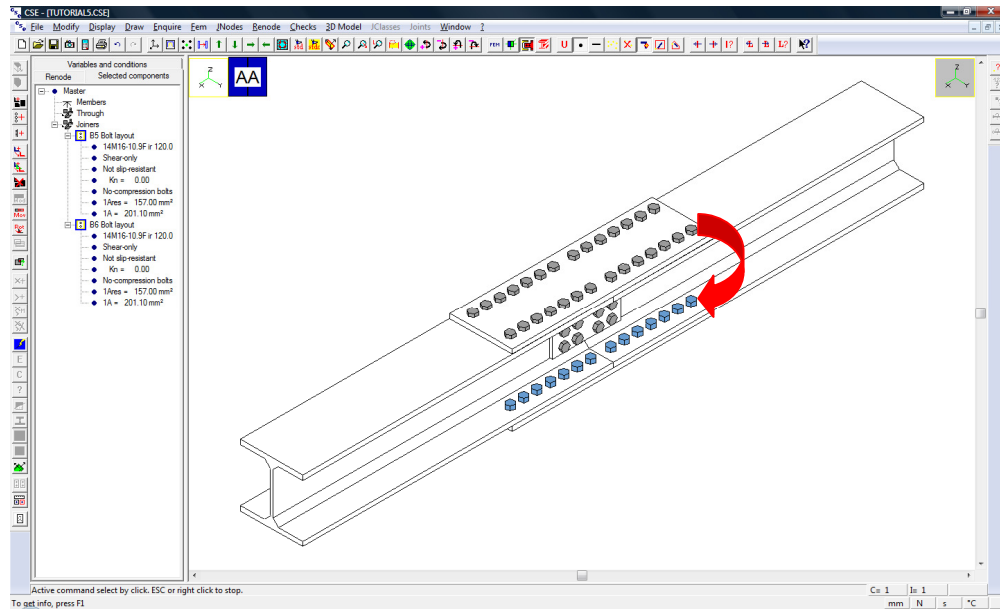 CSE - [TUTORIAL5.CSE]
File Modify Display Draw Enquire Fem JNodes Renode Checks 3D Model JClasses Joints Window ?
Variables and conditions
Renode Selected components
Master
Members
Through
Joiners
B5 Bolt layout
14M16-10.9F ir 120.0
Shear-only
Not slip-resistant
Kn = 0.00
No-compression bolts
1Ares = 157.00 mm²
1A = 201.10 mm²
B6 Bolt layout
14M16-10.9F ir 120.0
Shear-only
Not slip-resistant
Kn = 0.00
No-compression bolts
1Ares = 157.00 mm²
1A = 201.10 mm²
Z
X Y
AA
Z
X Y
Active command select by click. ESC or right click to stop.
C= 1 I= 1
To get info, press F1
mm N s °C